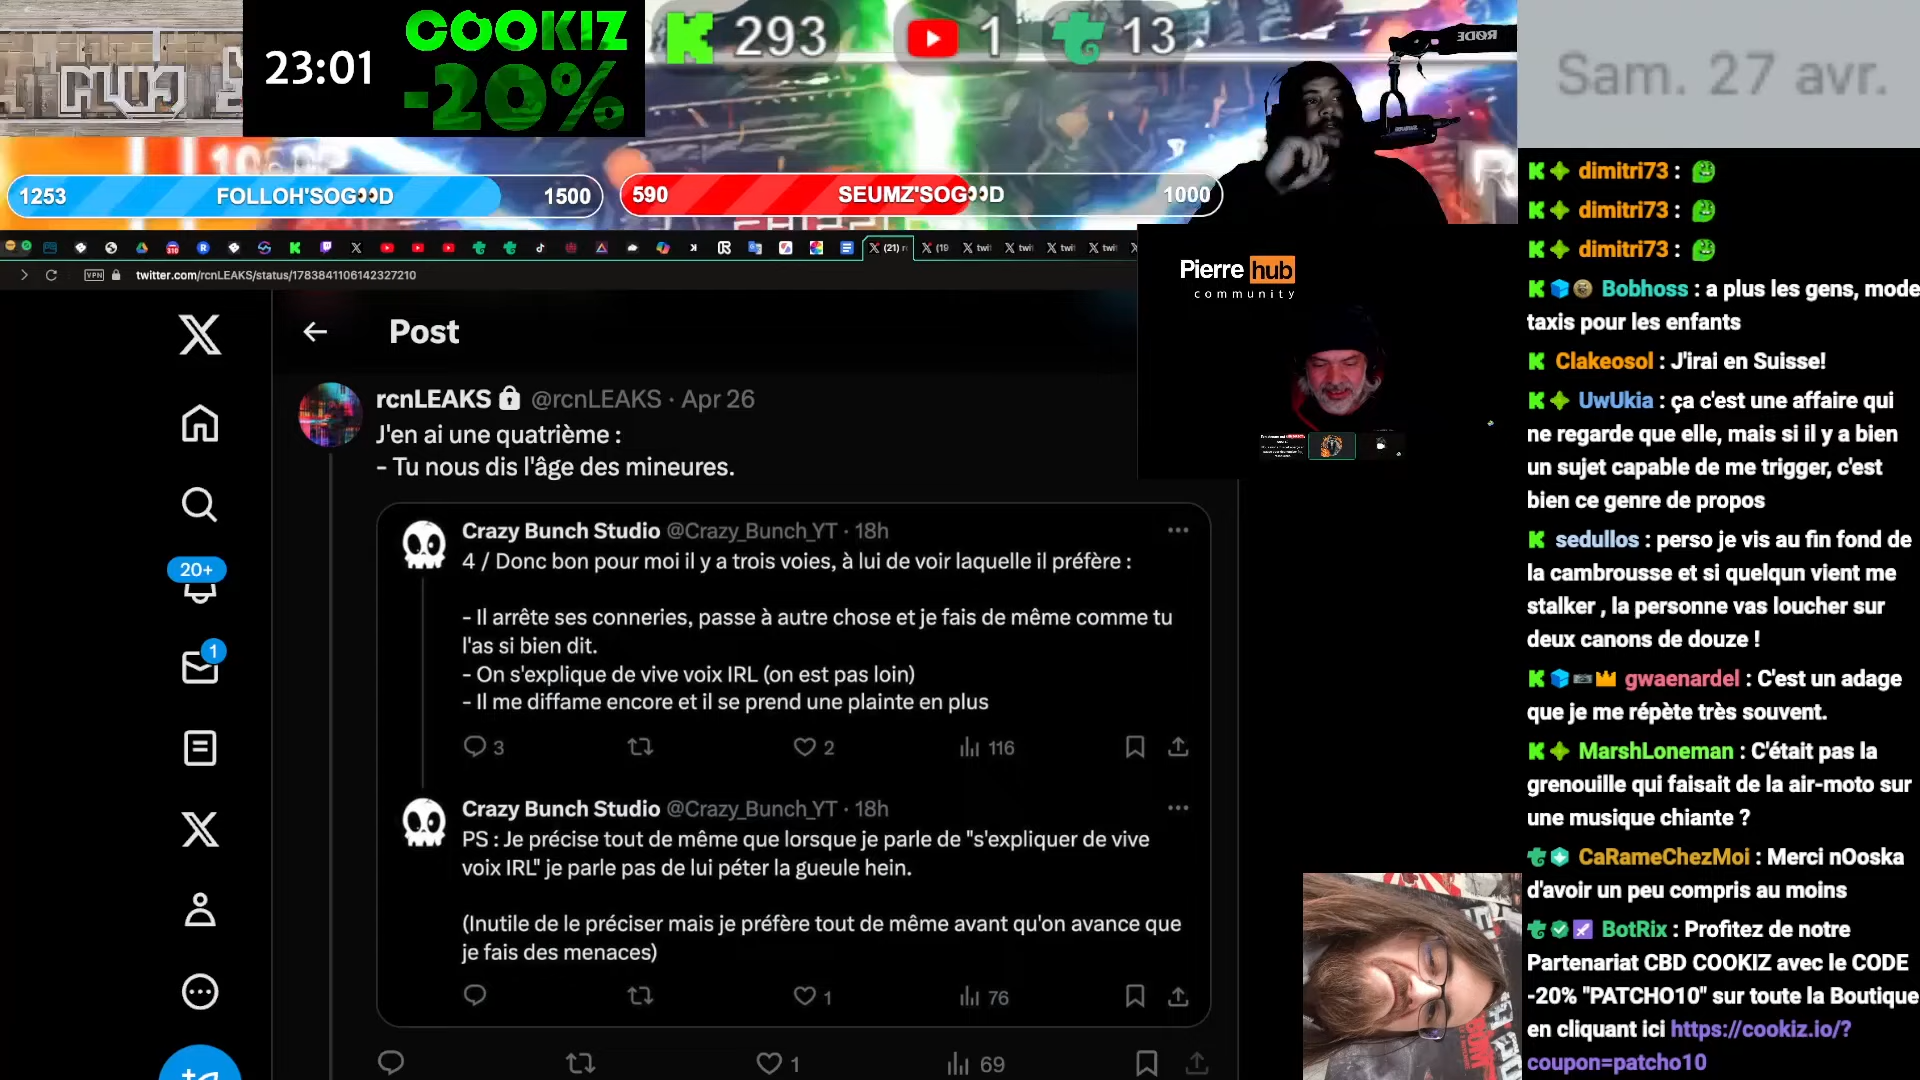 23:01
COOKIZ
-20%
293
1
13
RØDE
Sam. 27 avr.
1253 FOLLOH'SOG👀D 1500
590 SEUMZ'SOG👀D 1000
(21)
(19
twi
twi
twi
twi
VPN
twitter.com/rcnLEAKS/status/1783841106142327210
Pierre hub
community
Post
rcnLEAKS @rcnLEAKS · Apr 26
J'en ai une quatrième :
- Tu nous dis l'âge des mineures.
Crazy Bunch Studio @Crazy_Bunch_YT · 18h
4 / Donc bon pour moi il y a trois voies, à lui de voir laquelle il préfère :
- Il arrête ses conneries, passe à autre chose et je fais de même comme tu
l'as si bien dit.
- On s'explique de vive voix IRL (on est pas loin)
- Il me diffame encore et il se prend une plainte en plus
3 2 116
Crazy Bunch Studio @Crazy_Bunch_YT · 18h
PS : Je précise tout de même que lorsque je parle de "s'expliquer de vive
voix IRL" je parle pas de lui péter la gueule hein.
(Inutile de le préciser mais je préfère tout de même avant qu'on avance que
je fais des menaces)
1 76
1 69
20+
1
dimitri73 :
dimitri73 :
dimitri73 :
Bobhoss : a plus les gens, mode
taxis pour les enfants
Clakeosol : J'irai en Suisse!
UwUkia : ça c'est une affaire qui
ne regarde que elle, mais si il y a bien
un sujet capable de me trigger, c'est
bien ce genre de propos
sedullos : perso je vis au fin fond de
la cambrousse et si quelqun vient me
stalker , la personne vas loucher sur
deux canons de douze !
gwaenardel : C'est un adage
que je me répète très souvent.
MarshLoneman : C'était pas la
grenouille qui faisait de la air-moto sur
une musique chiante ?
CaRameChezMoi : Merci nOoska
d'avoir un peu compris au moins
BotRix : Profitez de notre
Partenariat CBD COOKIZ avec le CODE
-20% "PATCHO10" sur toute la Boutique
en cliquant ici https://cookiz.io/?
coupon=patcho10